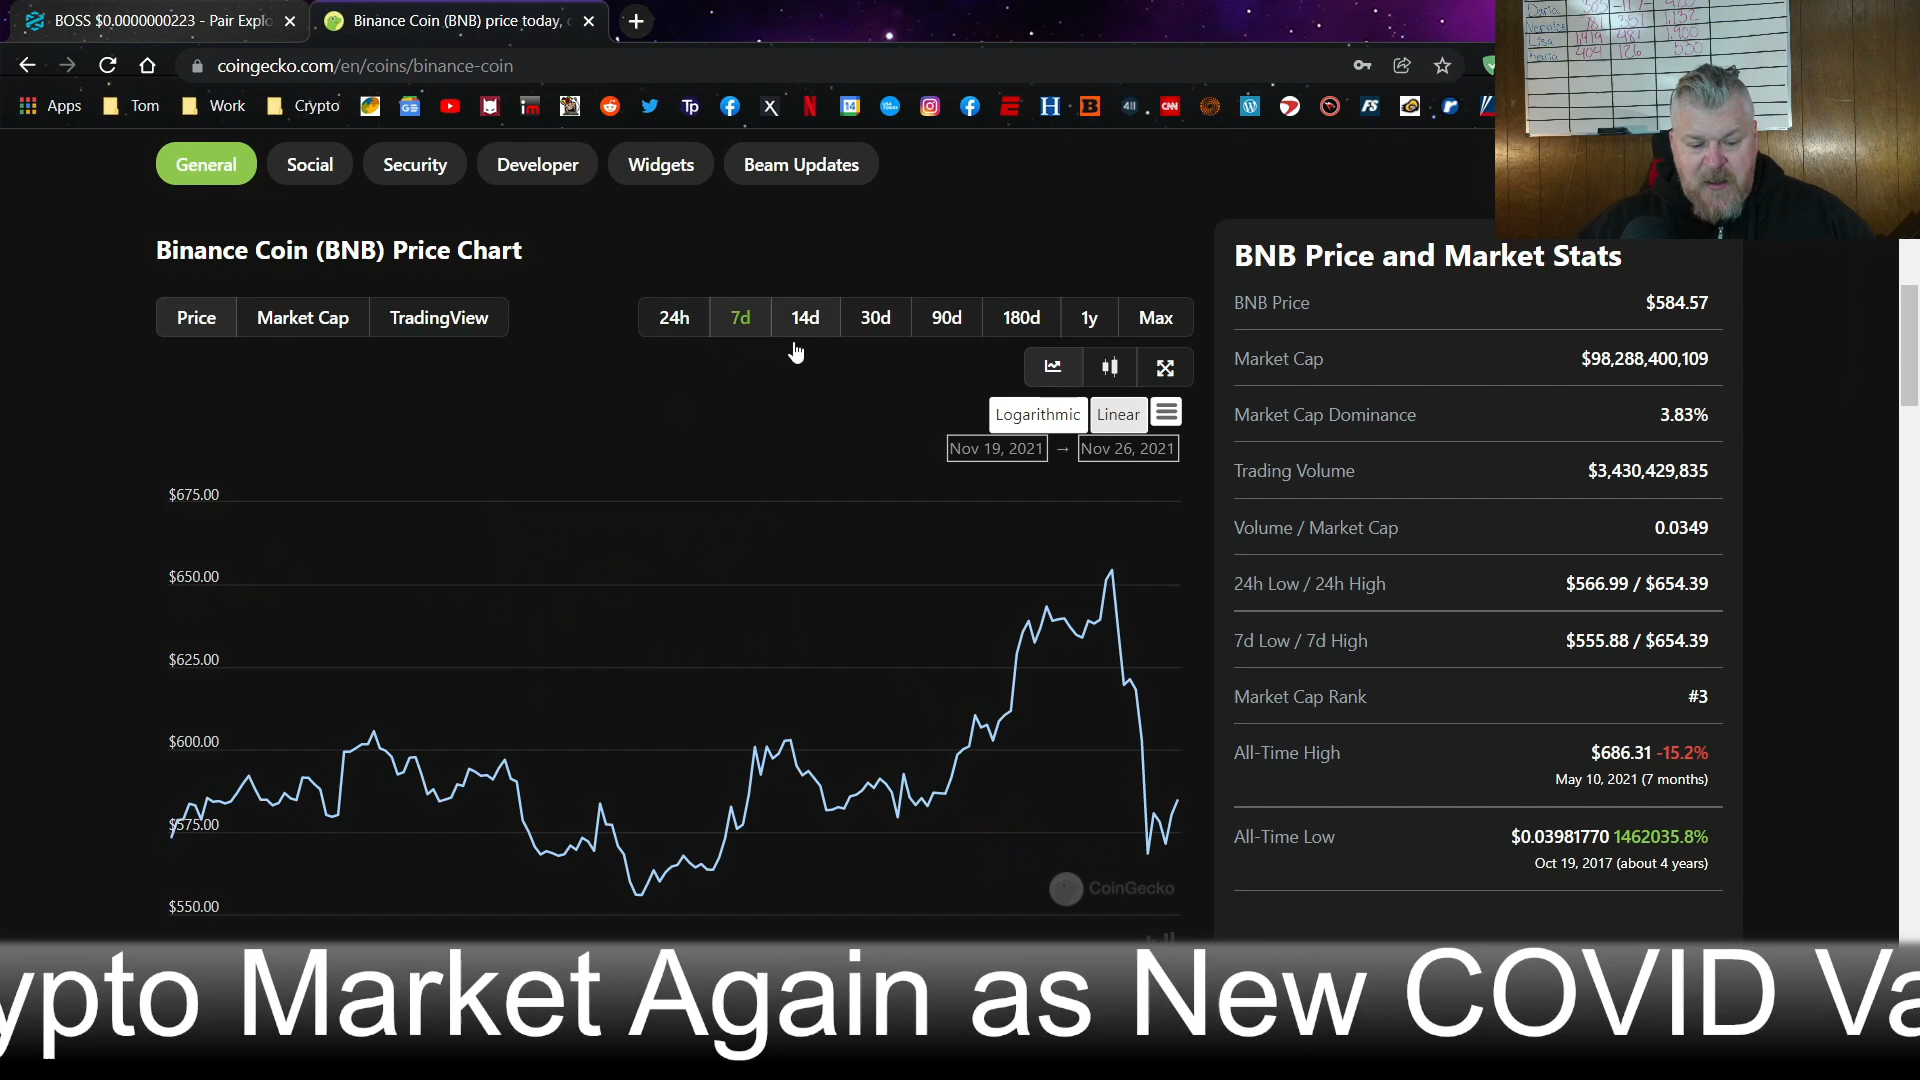 BOSS $0.0000000223 - Pair Explo
Binance Coin (BNB) price today, c
coingecko.com/en/coins/binance-coin
Apps Tom Work Crypto
General Social Security Developer Widgets Beam Updates
Binance Coin (BNB) Price Chart
Price Market Cap TradingView
24h 7d 14d 30d 90d 180d 1y Max
Logarithmic Linear
Nov 19, 2021 → Nov 26, 2021
$675.00
$650.00
$625.00
$600.00
$575.00
$550.00
CoinGecko
BNB Price and Market Stats
BNB Price $584.57
Market Cap $98,288,400,109
Market Cap Dominance 3.83%
Trading Volume $3,430,429,835
Volume / Market Cap 0.0349
24h Low / 24h High $566.99 / $654.39
7d Low / 7d High $555.88 / $654.39
Market Cap Rank #3
All-Time High $686.31 -15.2%
May 10, 2021 (7 months)
All-Time Low $0.03981770 1462035.8%
Oct 19, 2017 (about 4 years)
ypto Market Again as New COVID Va